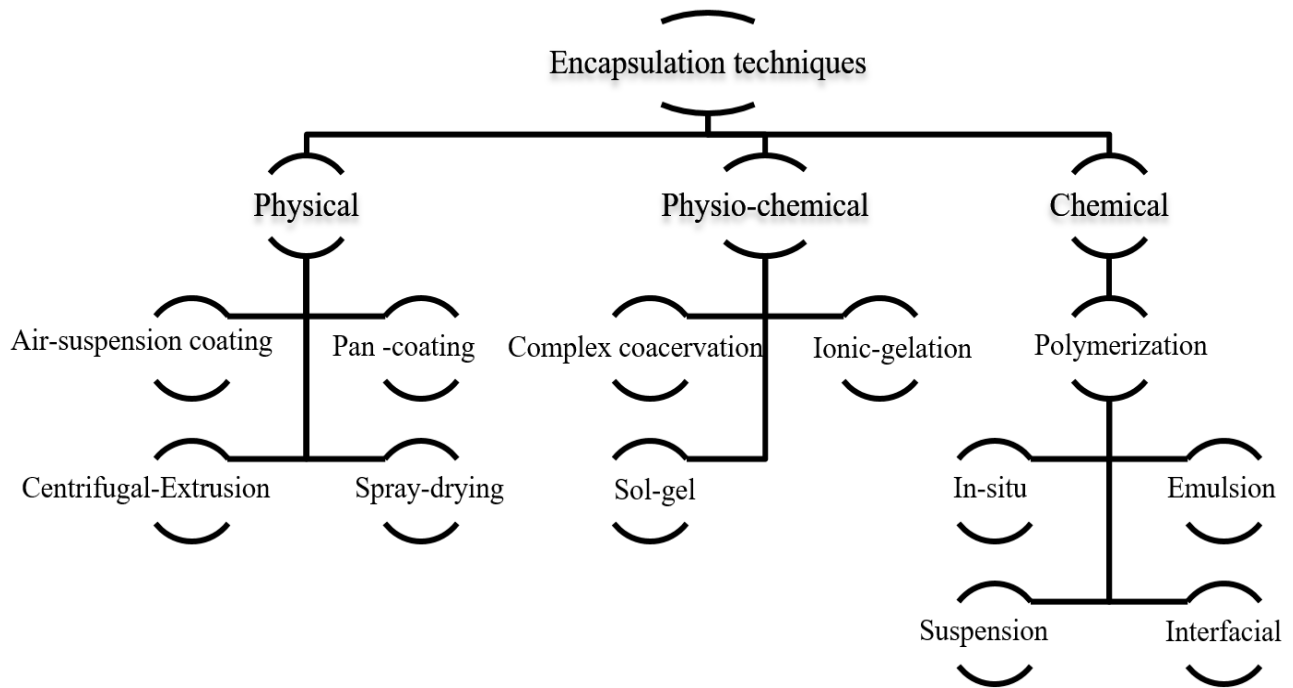 Encapsulation techniques
Physical
Physio-chemical
Chemical
Air-suspension coating
Pan -coating
Complex coacervation
Ionic-gelation
Polymerization
Centrifugal-Extrusion
Spray-drying
Sol-gel
In-situ
Emulsion
Suspension
Interfacial